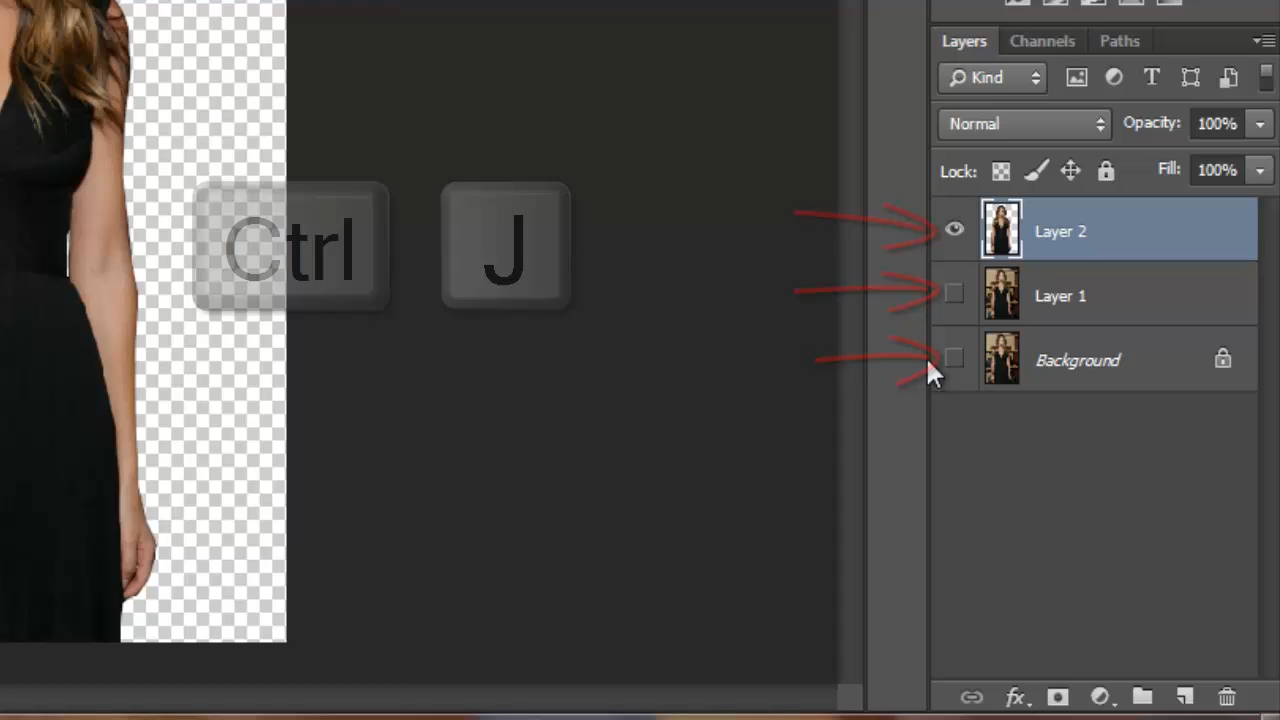 Layers Channels Paths
Kind
T
Normal Opacity: 100%
Lock: Fill: 100%
Ctrl J
Layer 2
Layer 1
Background
fx